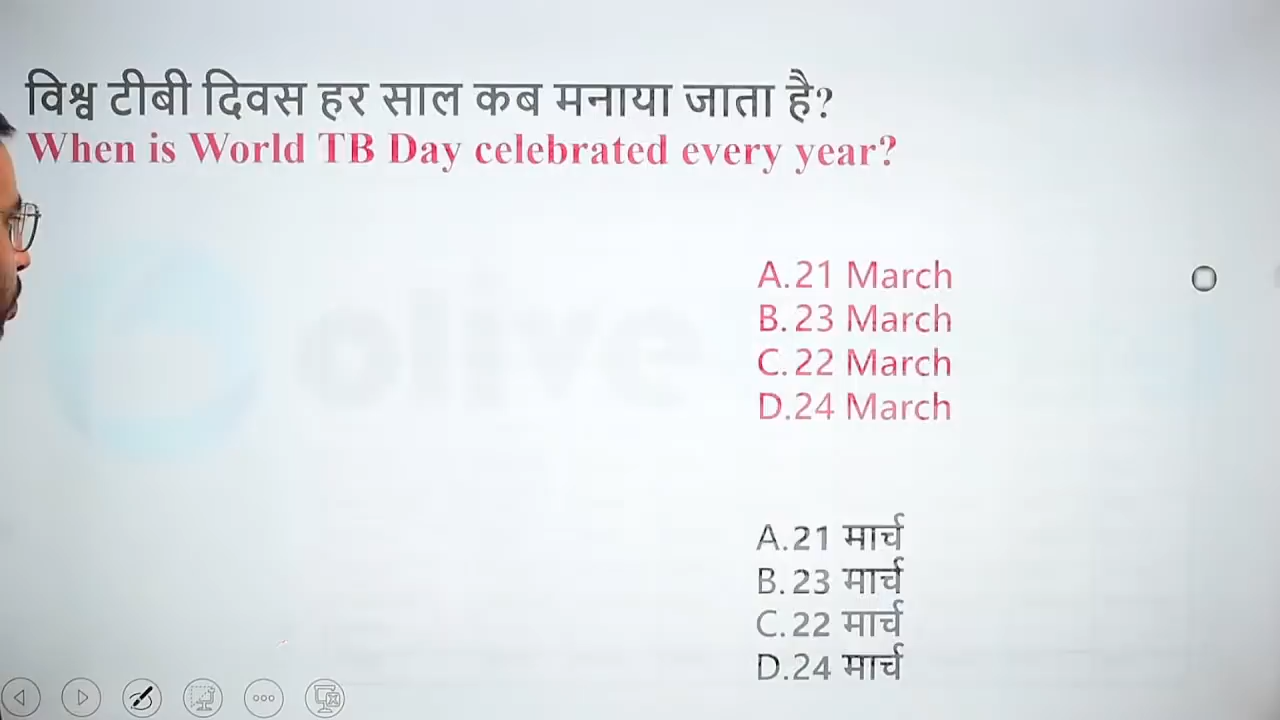 विश्व टीबी दिवस हर साल कब मनाया जाता है?
When is World TB Day celebrated every year?
olive
A.21 March
B. 23 March
C. 22 March
D.24 March
A.21 मार्च
B. 23 मार्च
C. 22 मार्च
D.24 मार्च